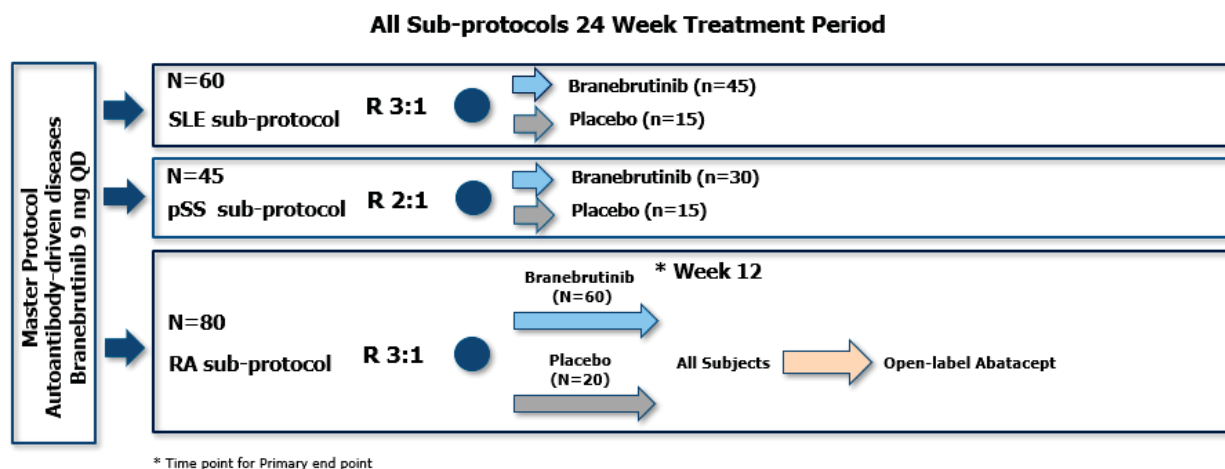 All Sub-protocols 24 Week Treatment Period
Master Protocol
Autoantibody-driven diseases
Branebrutinib 9 mg QD
N=60
SLE sub-protocol
R 3:1
Branebrutinib (n=45)
Placebo (n=15)
N=45
pSS sub-protocol
R 2:1
Branebrutinib (n=30)
Placebo (n=15)
N=80
RA sub-protocol
R 3:1
Branebrutinib
(N=60)
* Week 12
Placebo
(N=20)
All Subjects
Open-label Abatacept
* Time point for Primary end point